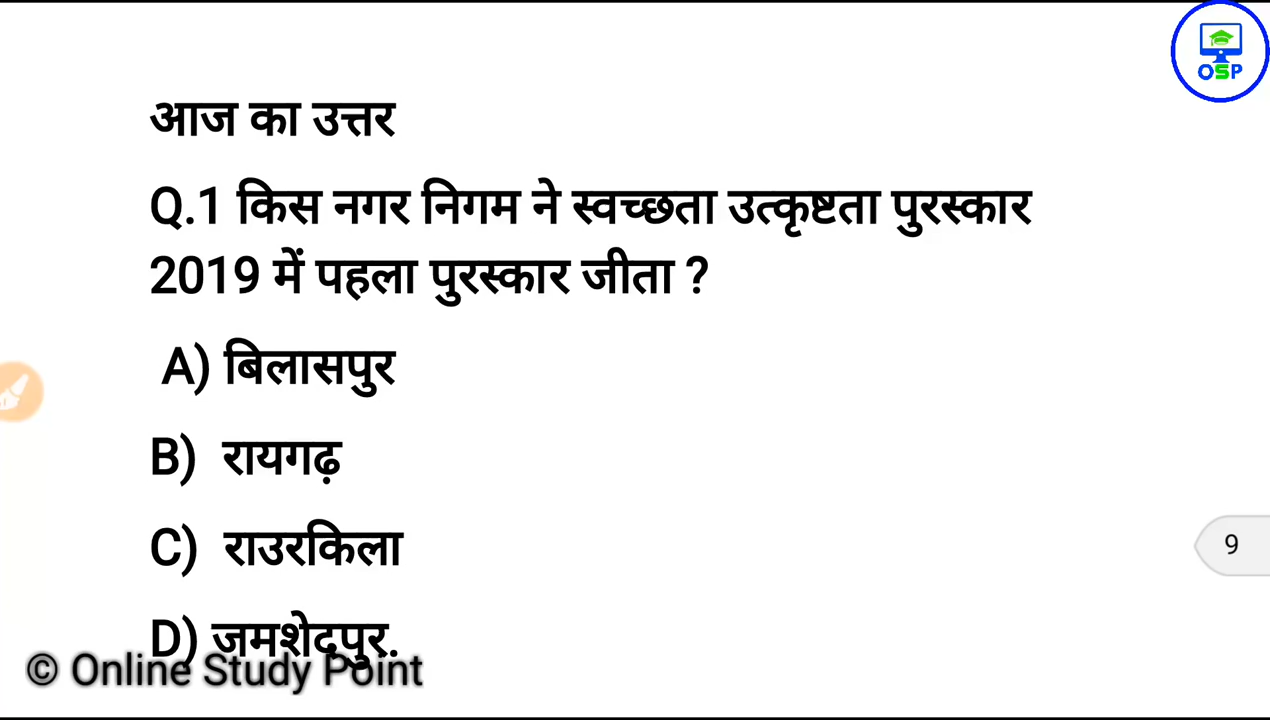 OSP
आज का उत्तर
Q.1 किस नगर निगम ने स्वच्छता उत्कृष्टता पुरस्कार
2019 में पहला पुरस्कार जीता ?
A) बिलासपुर
B) रायगढ़
C) राउरकिला
9
D) जमशेदपुर.
© Online Study Point